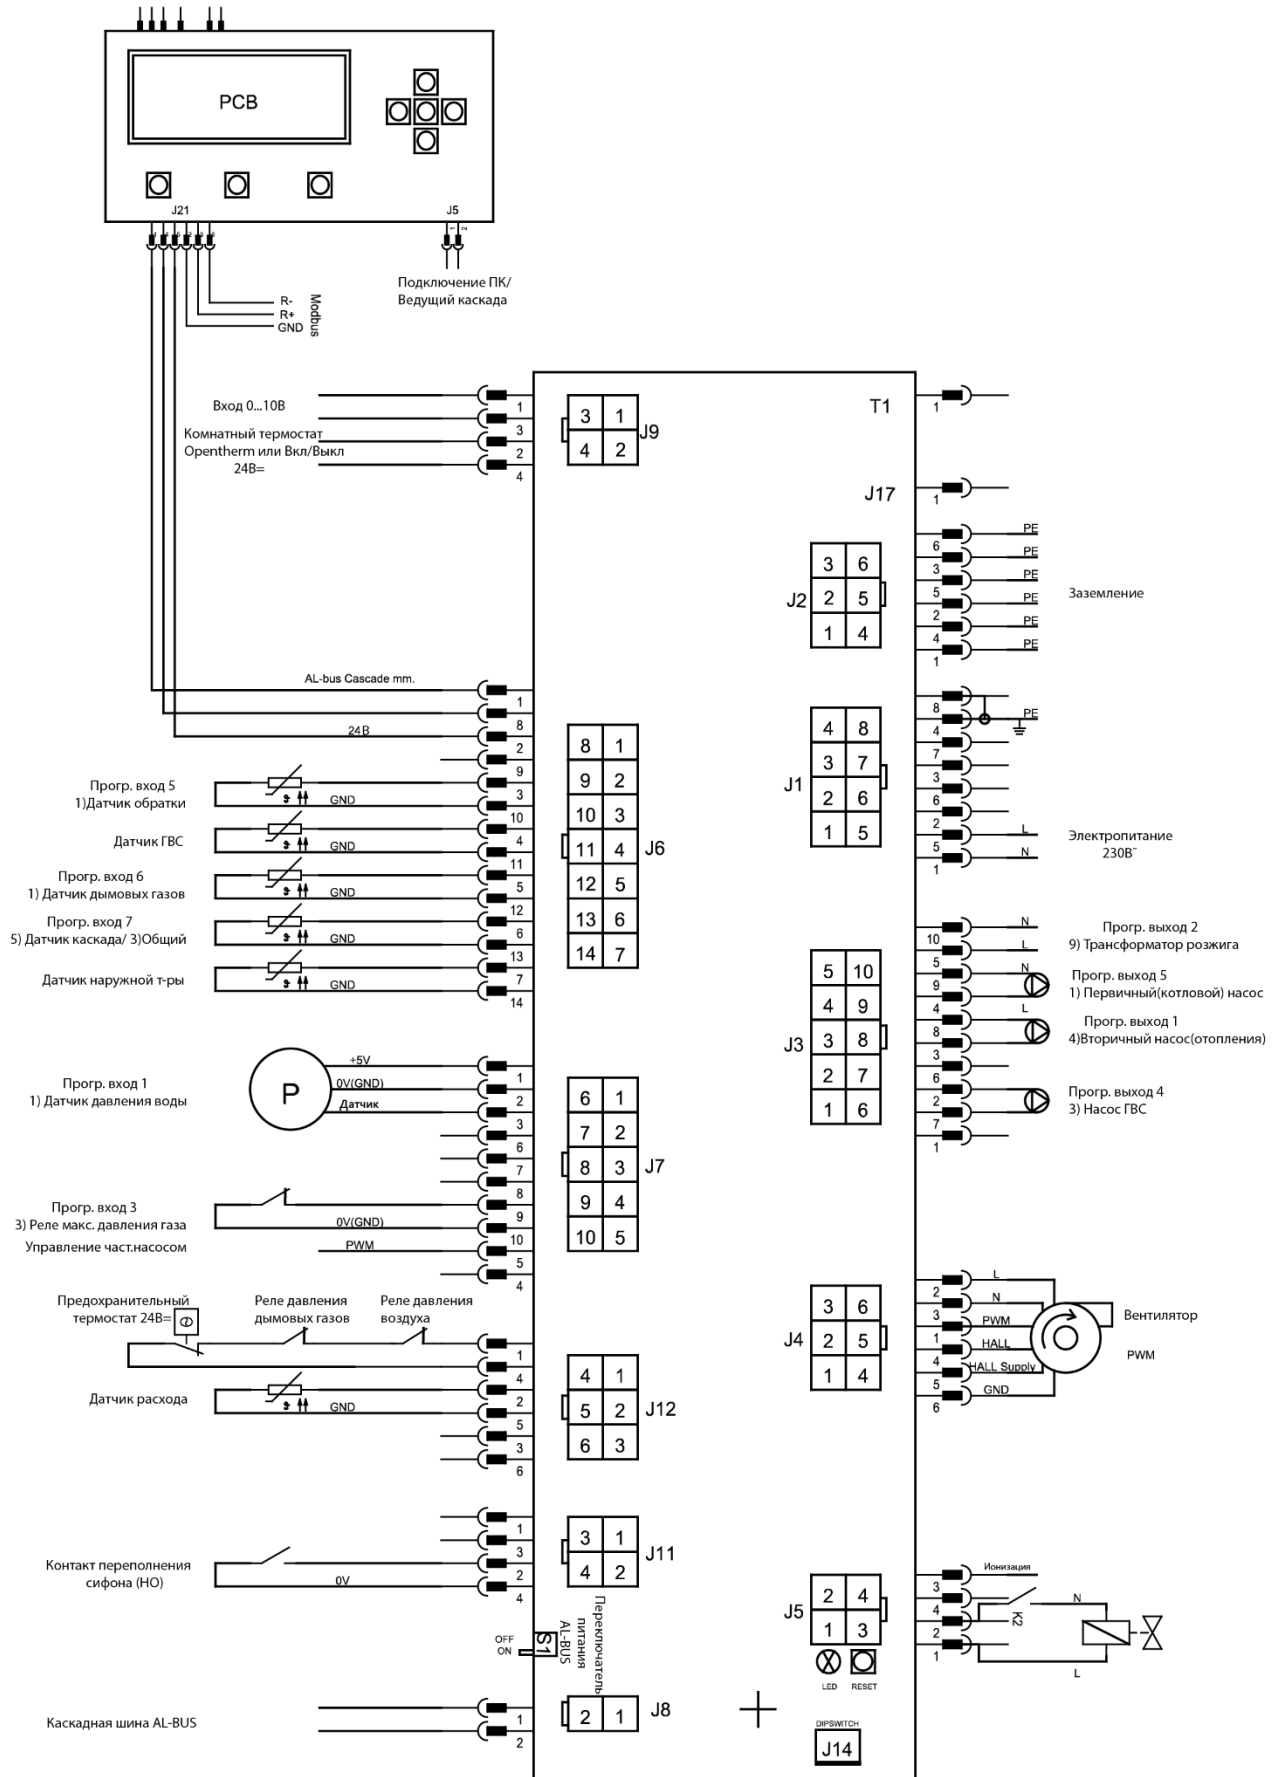 PCB
J21
J5
1
2
Подключение ПК/
Ведущий каскада
R-
R+
GND
Modbus
Вход 0...10В
Комнатный термостат
Opentherm или Вкл/Выкл
24В=
1
3
2
4
3 1
4 2
J9
T1
1
J17
1
3 6
2 5
1 4
J2
PE
6
PE
3
PE
5
PE
2
PE
4
PE
1
Заземление
AL-bus Cascade mm.
1
8
24В
2
9
3
10
4
11
5
12
6
13
7
14
Прогр. вход 5
1)Датчик обратки
GND
Датчик ГВС
GND
Прогр. вход 6
1) Датчик дымовых газов
GND
Прогр. вход 7
5) Датчик каскада/ 3)Общий
GND
Датчик наружной т-ры
GND
8 1
9 2
10 3
11 4
12 5
13 6
14 7
J6
4 8
3 7
2 6
1 5
J1
8
PE
4
7
3
6
2
L
5
N
1
Электропитание
230В~
5 10
4 9
3 8
2 7
1 6
J3
N
10
L
5
N
9
4
L
8
3
6
2
7
1
Прогр. выход 2
9) Трансформатор розжига
Прогр. выход 5
1) Первичный(котловой) насос
Прогр. выход 1
4)Вторичный насос(отопления)
Прогр. выход 4
3) Насос ГВС
Прогр. вход 1
1) Датчик давления воды
P
+5V
0V(GND)
Датчик
1
2
3
6
7
8
9
10
5
4
Прогр. вход 3
3) Реле макс. давления газа
0V(GND)
Управление част.насосом
PWM
6 1
7 2
8 3
9 4
10 5
J7
3 6
2 5
1 4
J4
L
2
N
3
PWM
1
HALL
4
HALL Supply
5
GND
6
Вентилятор
PWM
Предохранительный
термостат 24В=
Реле давления
дымовых газов
Реле давления
воздуха
1
4
2
5
3
6
Датчик расхода
GND
4 1
5 2
6 3
J12
1
3
2
4
Контакт переполнения
сифона (НО)
0V
3 1
4 2
J11
OFF
ON
S1
Переключатель
питания
AL-BUS
2 4
1 3
J5
Ионизация
3
4
2
1
K2
N
L
LED
RESET
Каскадная шина AL-BUS
1
2
2 1
J8
DIPSWITCH
J14